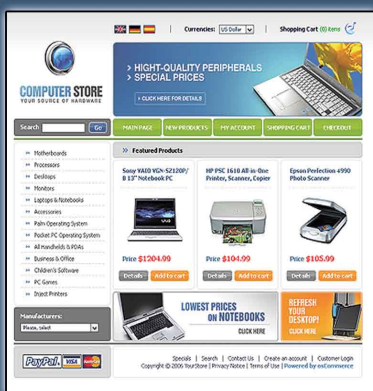 Currencies: US Dollar
Shopping Cart (0) items
COMPUTER STORE
YOUR SOURCE OF HARDWARE
> HIGHT-QUALITY PERIPHERALS
> SPECIAL PRICES
> CLICK HERE FOR DETAILS
Search Go
MAIN PAGE NEW PRODUCTS MY ACCOUNT SHOPPING CART CHECKOUT
Motherboards
Processors
Desktops
Monitors
Laptops & Notebooks
Accessories
Palm Operating System
Pocket PC Operating System
All Handhelds & PDAs
Business & Office
Children's Software
PC Games
Inject Printers
Manufacturers:
Please, select
PayPal. VISA
Featured Products
Sony VAIO VGN-SZ120P/
B 13" Notebook PC
Price $1204.99
Details Add to cart
HP PSC 1610 All-in-One
Printer, Scanner, Copier
Price $104.99
Details Add to cart
Epson Perfection 4990
Photo Scanner
Price $105.99
Details Add to cart
LOWEST PRICES
ON NOTEBOOKS
CLICK HERE
REFRESH
YOUR
DESKTOP!
CLICK HERE
Specials | Search | Contact Us | Create an account | Customer Login
Copyright © 2006 YourStore | Privacy Notice | Terms of Use | Powered by osCommerce